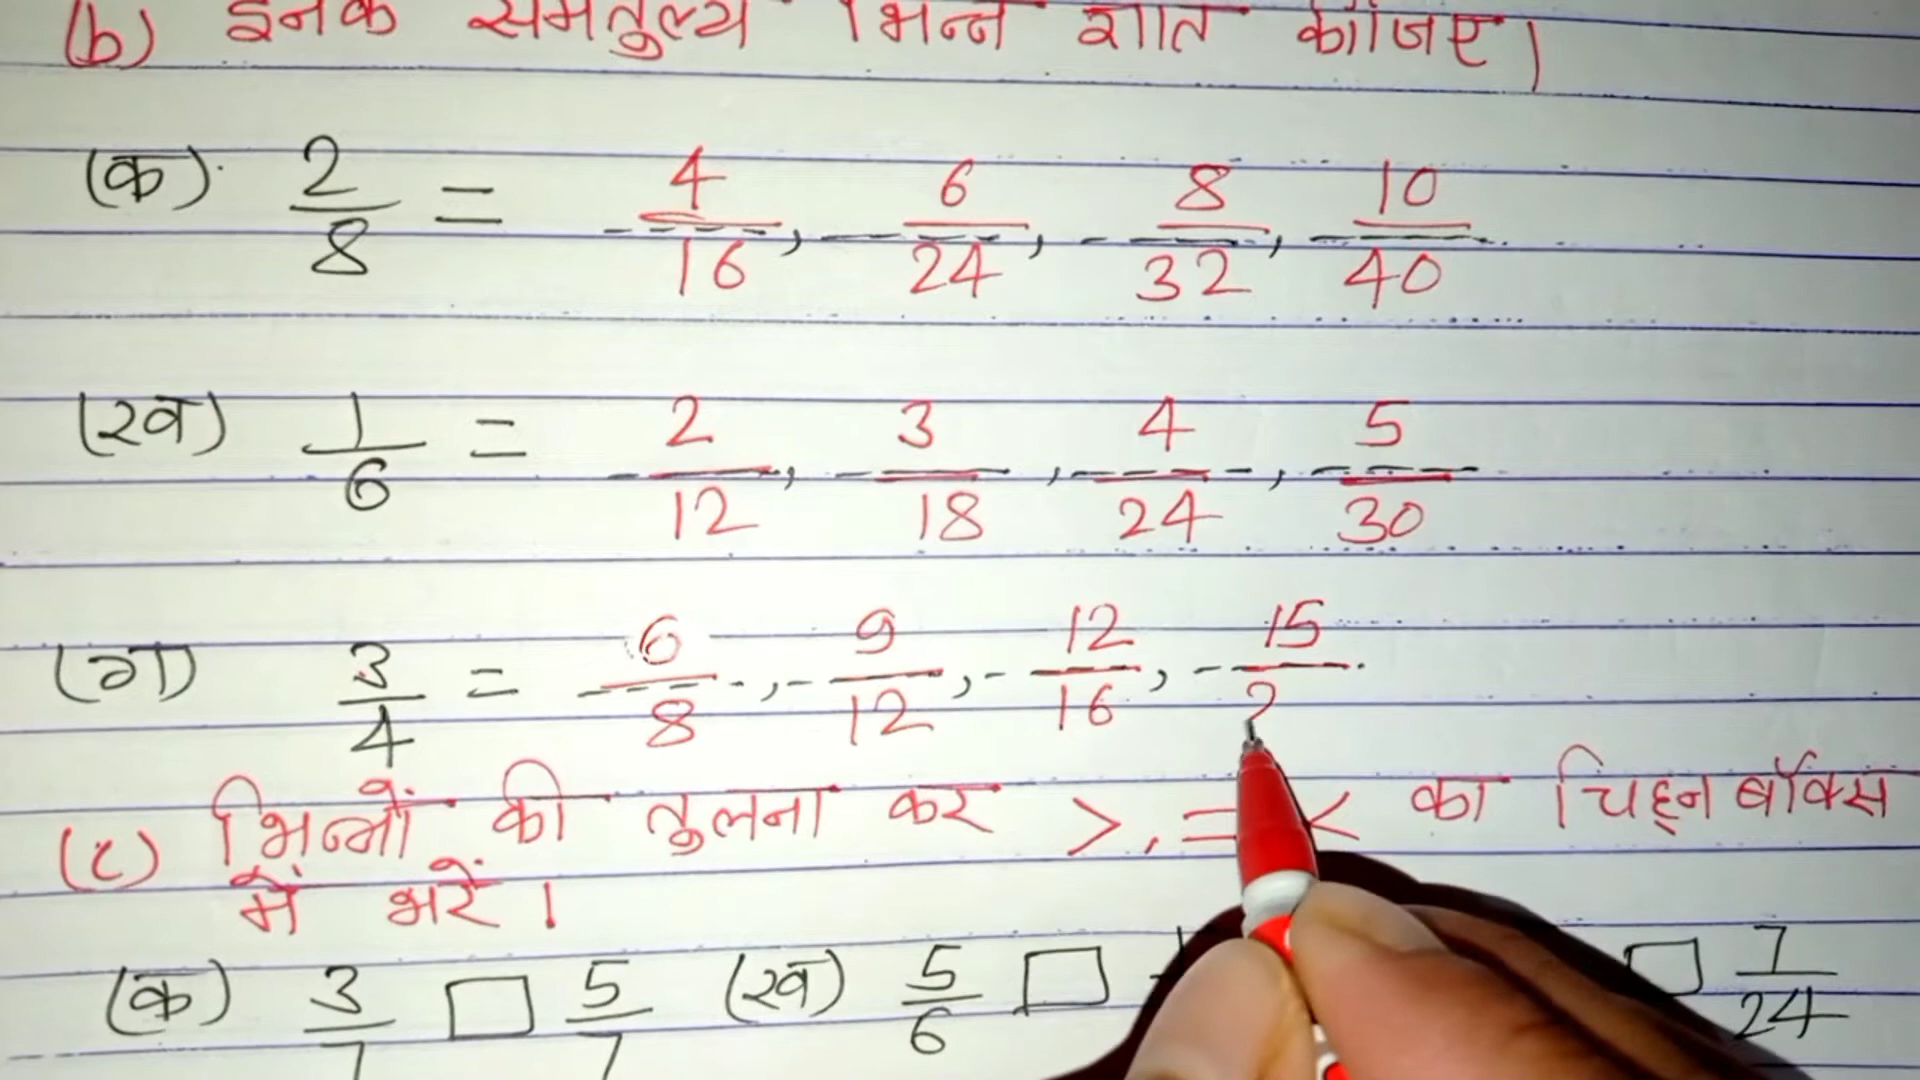 (b) इनके समतुल्य भिन्न ज्ञात कीजिए।
(क) 2/8 = 4/16, 6/24, 8/32, 10/40
(ख) 1/6 = 2/12, 3/18, 4/24, 5/30
(ग) 3/4 = 6/8, 9/12, 12/16, 15/2
(c) भिन्नों की तुलना कर >, = < का चिह्न बॉक्स
में भरें।
(क) 3/7 □ 5/7 (ख) 5/6 □ □ 7/24